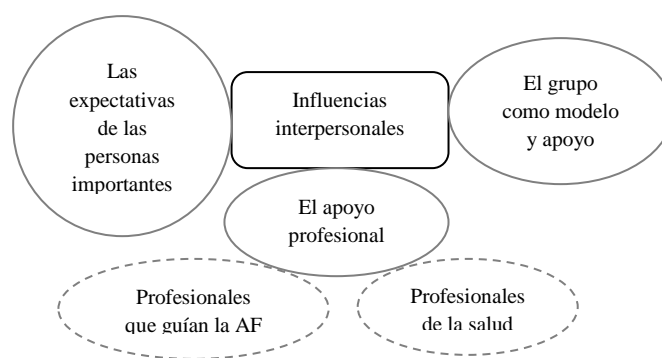 Las
expectativas
de las
personas
importantes
Influencias
interpersonales
El grupo
como modelo
y apoyo
El apoyo
profesional
Profesionales
que guían la AF
Profesionales
de la salud